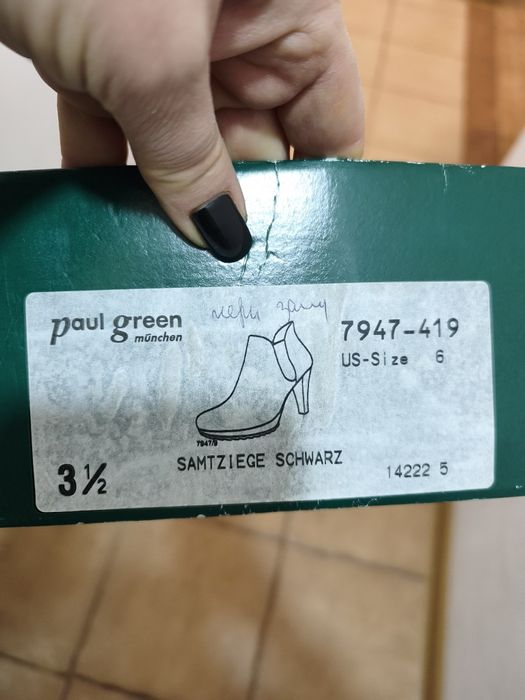 paul green
münchen
7947-419
US-Size 6
7947/9
SAMTZIEGE SCHWARZ
3½
14222 5